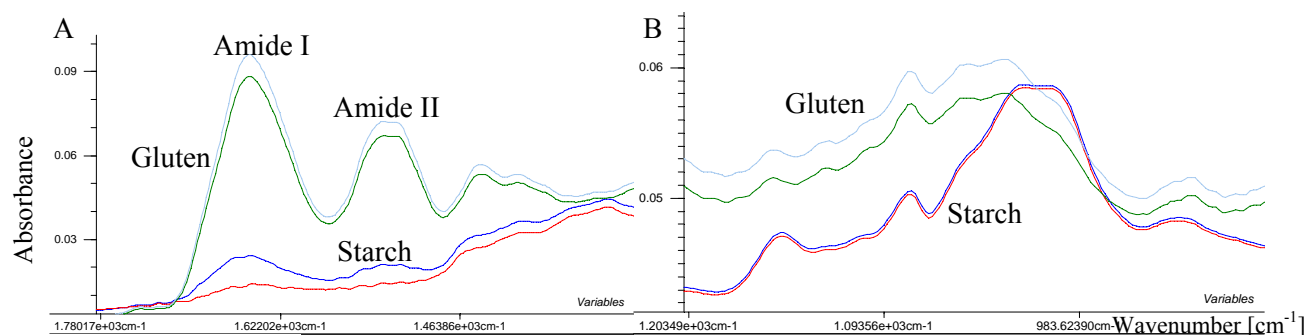 A
Amide I
Amide II
Gluten
Starch
Absorbance
0.09
0.06
0.03
Variables
1.78017e+03cm-1
1.62202e+03cm-1
1.46386e+03cm-1
B
0.06
0.05
Gluten
Starch
Variables
1.20349e+03cm-1
1.09356e+03cm-1
983.62390cm-
Wavenumber [cm⁻¹]